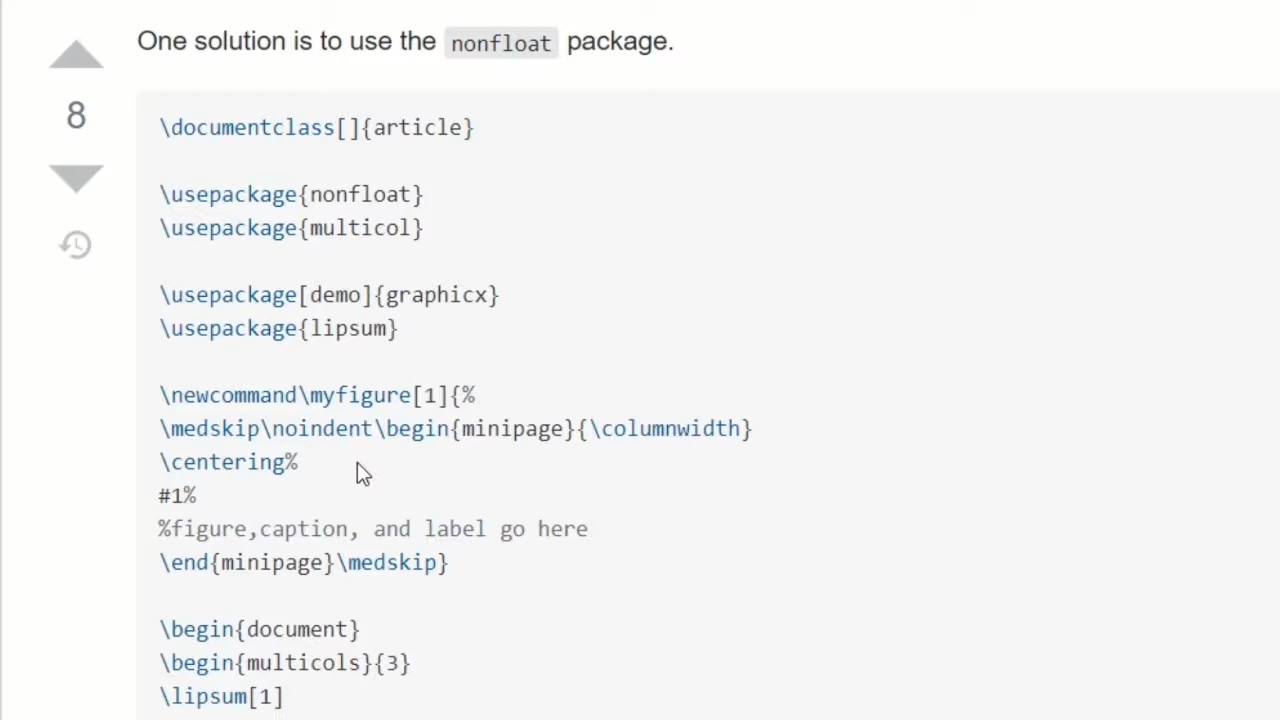 One solution is to use the nonfloat package.
8
\documentclass[]{article}
\usepackage{nonfloat}
\usepackage{multicol}
\usepackage[demo]{graphicx}
\usepackage{lipsum}
\newcommand\myfigure[1]{%
\medskip\noindent\begin{minipage}{\columnwidth}
\centering%
#1%
%figure,caption, and label go here
\end{minipage}\medskip}
\begin{document}
\begin{multicols}{3}
\lipsum[1]